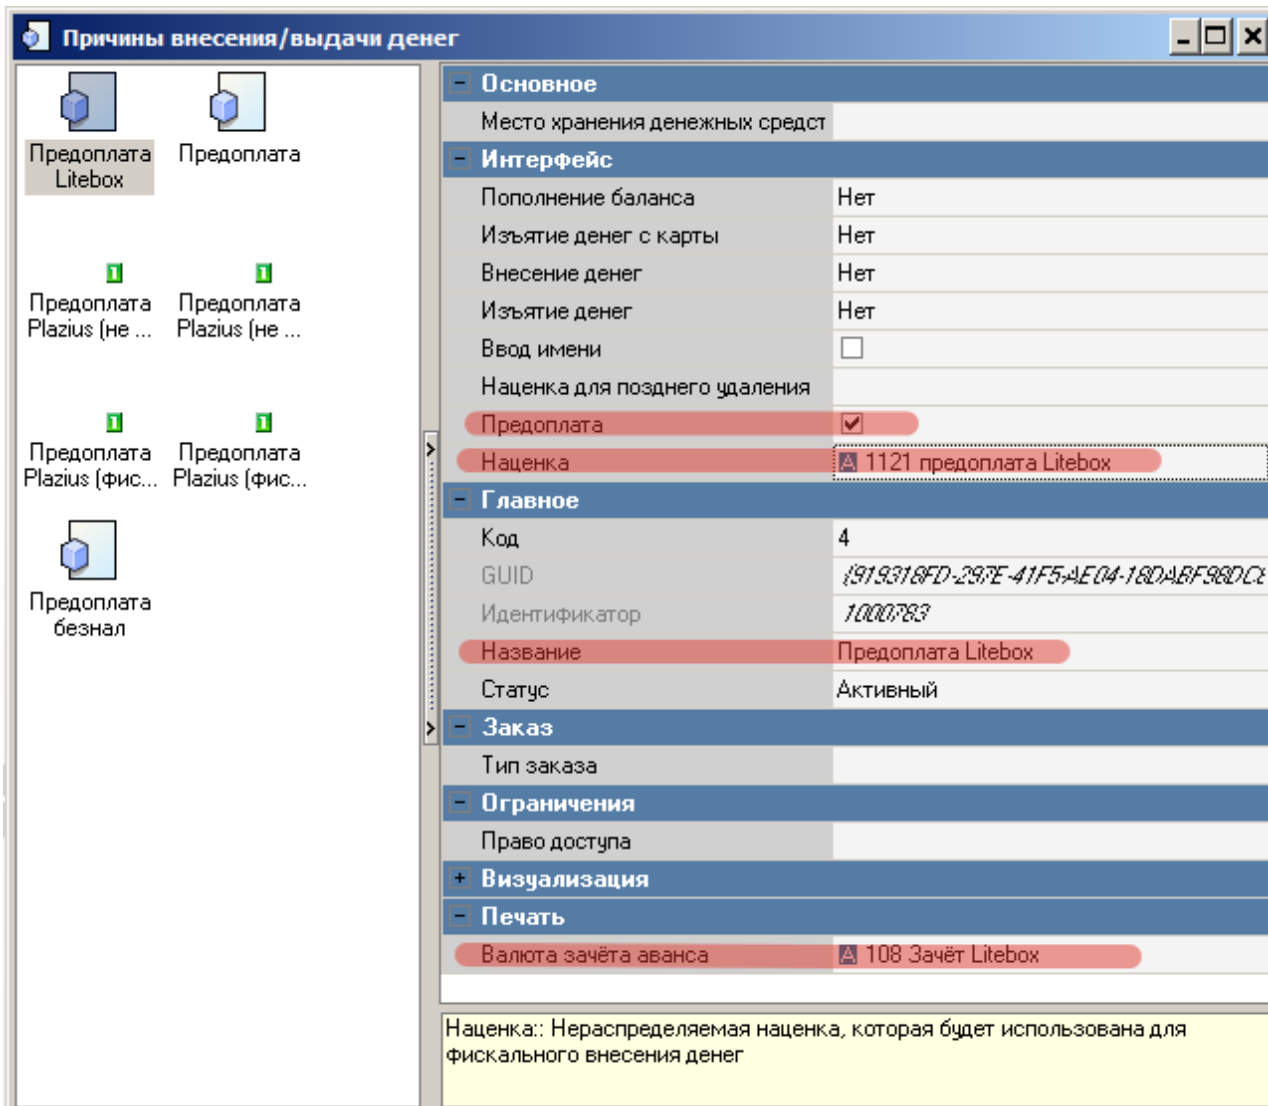 Причины внесения/выдачи денег
Предоплата
Litebox
Предоплата
Предоплата
Plazius (не ...
Предоплата
Plazius (не ...
Предоплата
Plazius (фис...
Предоплата
Plazius (фис...
Предоплата
безнал
Основное
Место хранения денежных средст
Интерфейс
Пополнение баланса Нет
Изъятие денег с карты Нет
Внесение денег Нет
Изъятие денег Нет
Ввод имени
Наценка для позднего удаления
Предоплата
Наценка A 1121 предоплата Litebox
Главное
Код 4
GUID
Идентификатор 1000783
Название Предоплата Litebox
Статус Активный
Заказ
Тип заказа
Ограничения
Право доступа
Визуализация
Печать
Валюта зачёта аванса A 108 Зачёт Litebox
Наценка:: Нераспределяемая наценка, которая будет использована для
фискального внесения денег